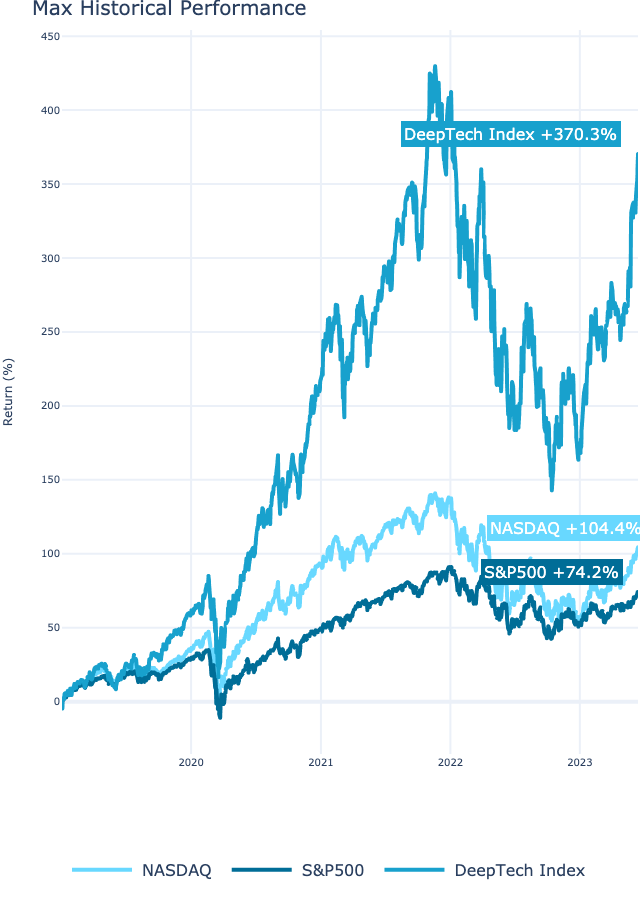 Max Historical Performance
450
400
DeepTech Index +370.3%
350
300
250
Return (%)
200
150
NASDAQ +104.4%
100
S&P500 +74.2%
50
0
2020 2021 2022 2023
NASDAQ S&P500 DeepTech Index